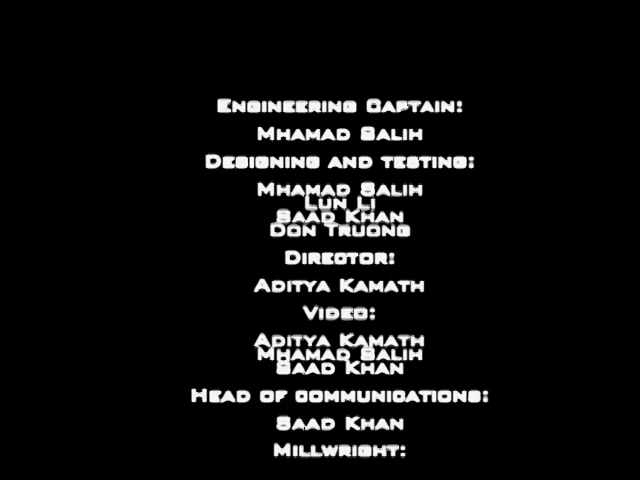 Engineering Captain:
Mhamad Salih
Designing and testing:
Mhamad Salih
Lun Li
Saad Khan
Don Truong
Director:
Aditya Kamath
Video:
Aditya Kamath
Mhamad Salih
Saad Khan
Head of communications:
Saad Khan
Millwright: